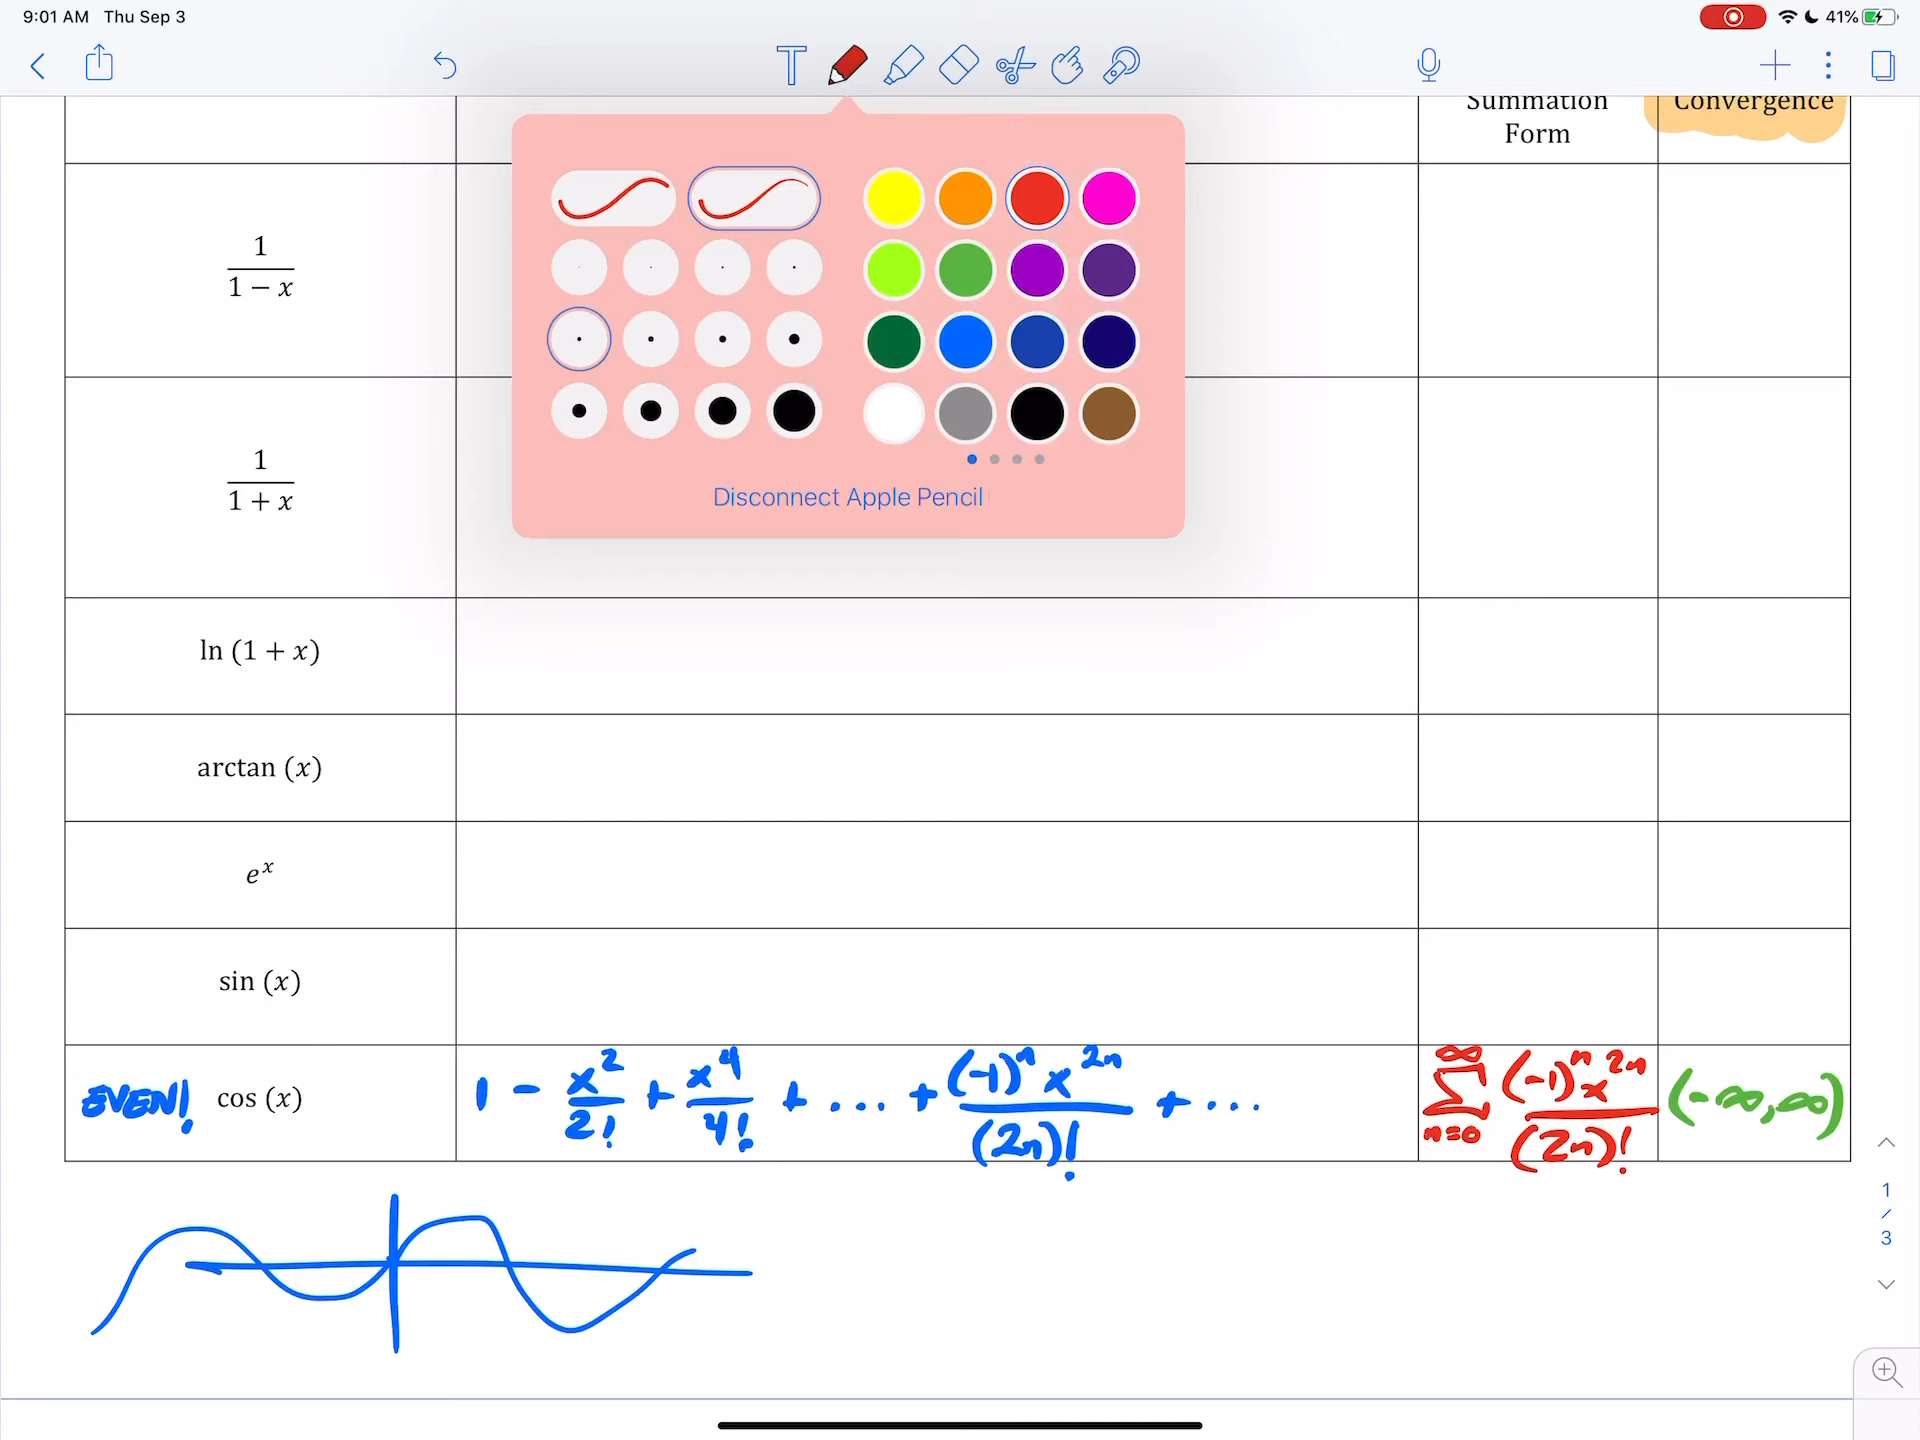 9:01 AM Thu Sep 3 41%
Summation Form Convergence
1/(1 − x)
1/(1 + x)
Disconnect Apple Pencil
ln (1 + x)
arctan (x)
eˣ
sin (x)
EVEN! cos (x) 1 - x²/2! + x⁴/4! + ... + (-1)ⁿ x²ⁿ/(2n)! + ... ∑ n=0 ∞ (-1)ⁿ x²ⁿ/(2n)! (-∞, ∞)
1 / 3